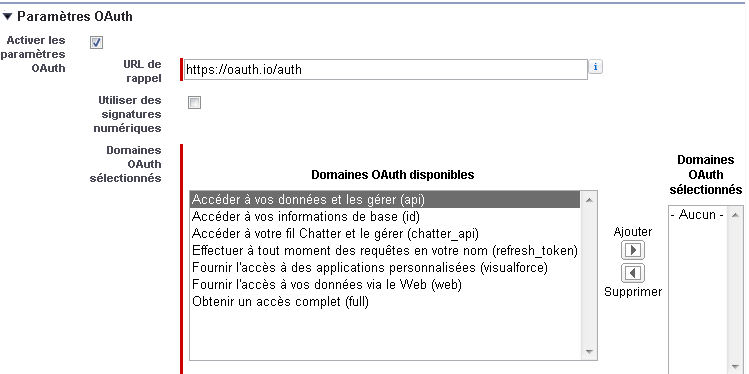 Paramètres OAuth
Activer les
paramètres
OAuth
URL de
rappel
https://oauth.io/auth
i
Utiliser des
signatures
numériques
Domaines
OAuth
sélectionnés
Domaines OAuth disponibles
Accéder à vos données et les gérer (api)
Accéder à vos informations de base (id)
Accéder à votre fil Chatter et le gérer (chatter_api)
Effectuer à tout moment des requêtes en votre nom (refresh_token)
Fournir l'accès à des applications personnalisées (visualforce)
Fournir l'accès à vos données via le Web (web)
Obtenir un accès complet (full)
Ajouter
Supprimer
Domaines
OAuth
sélectionnés
- Aucun -